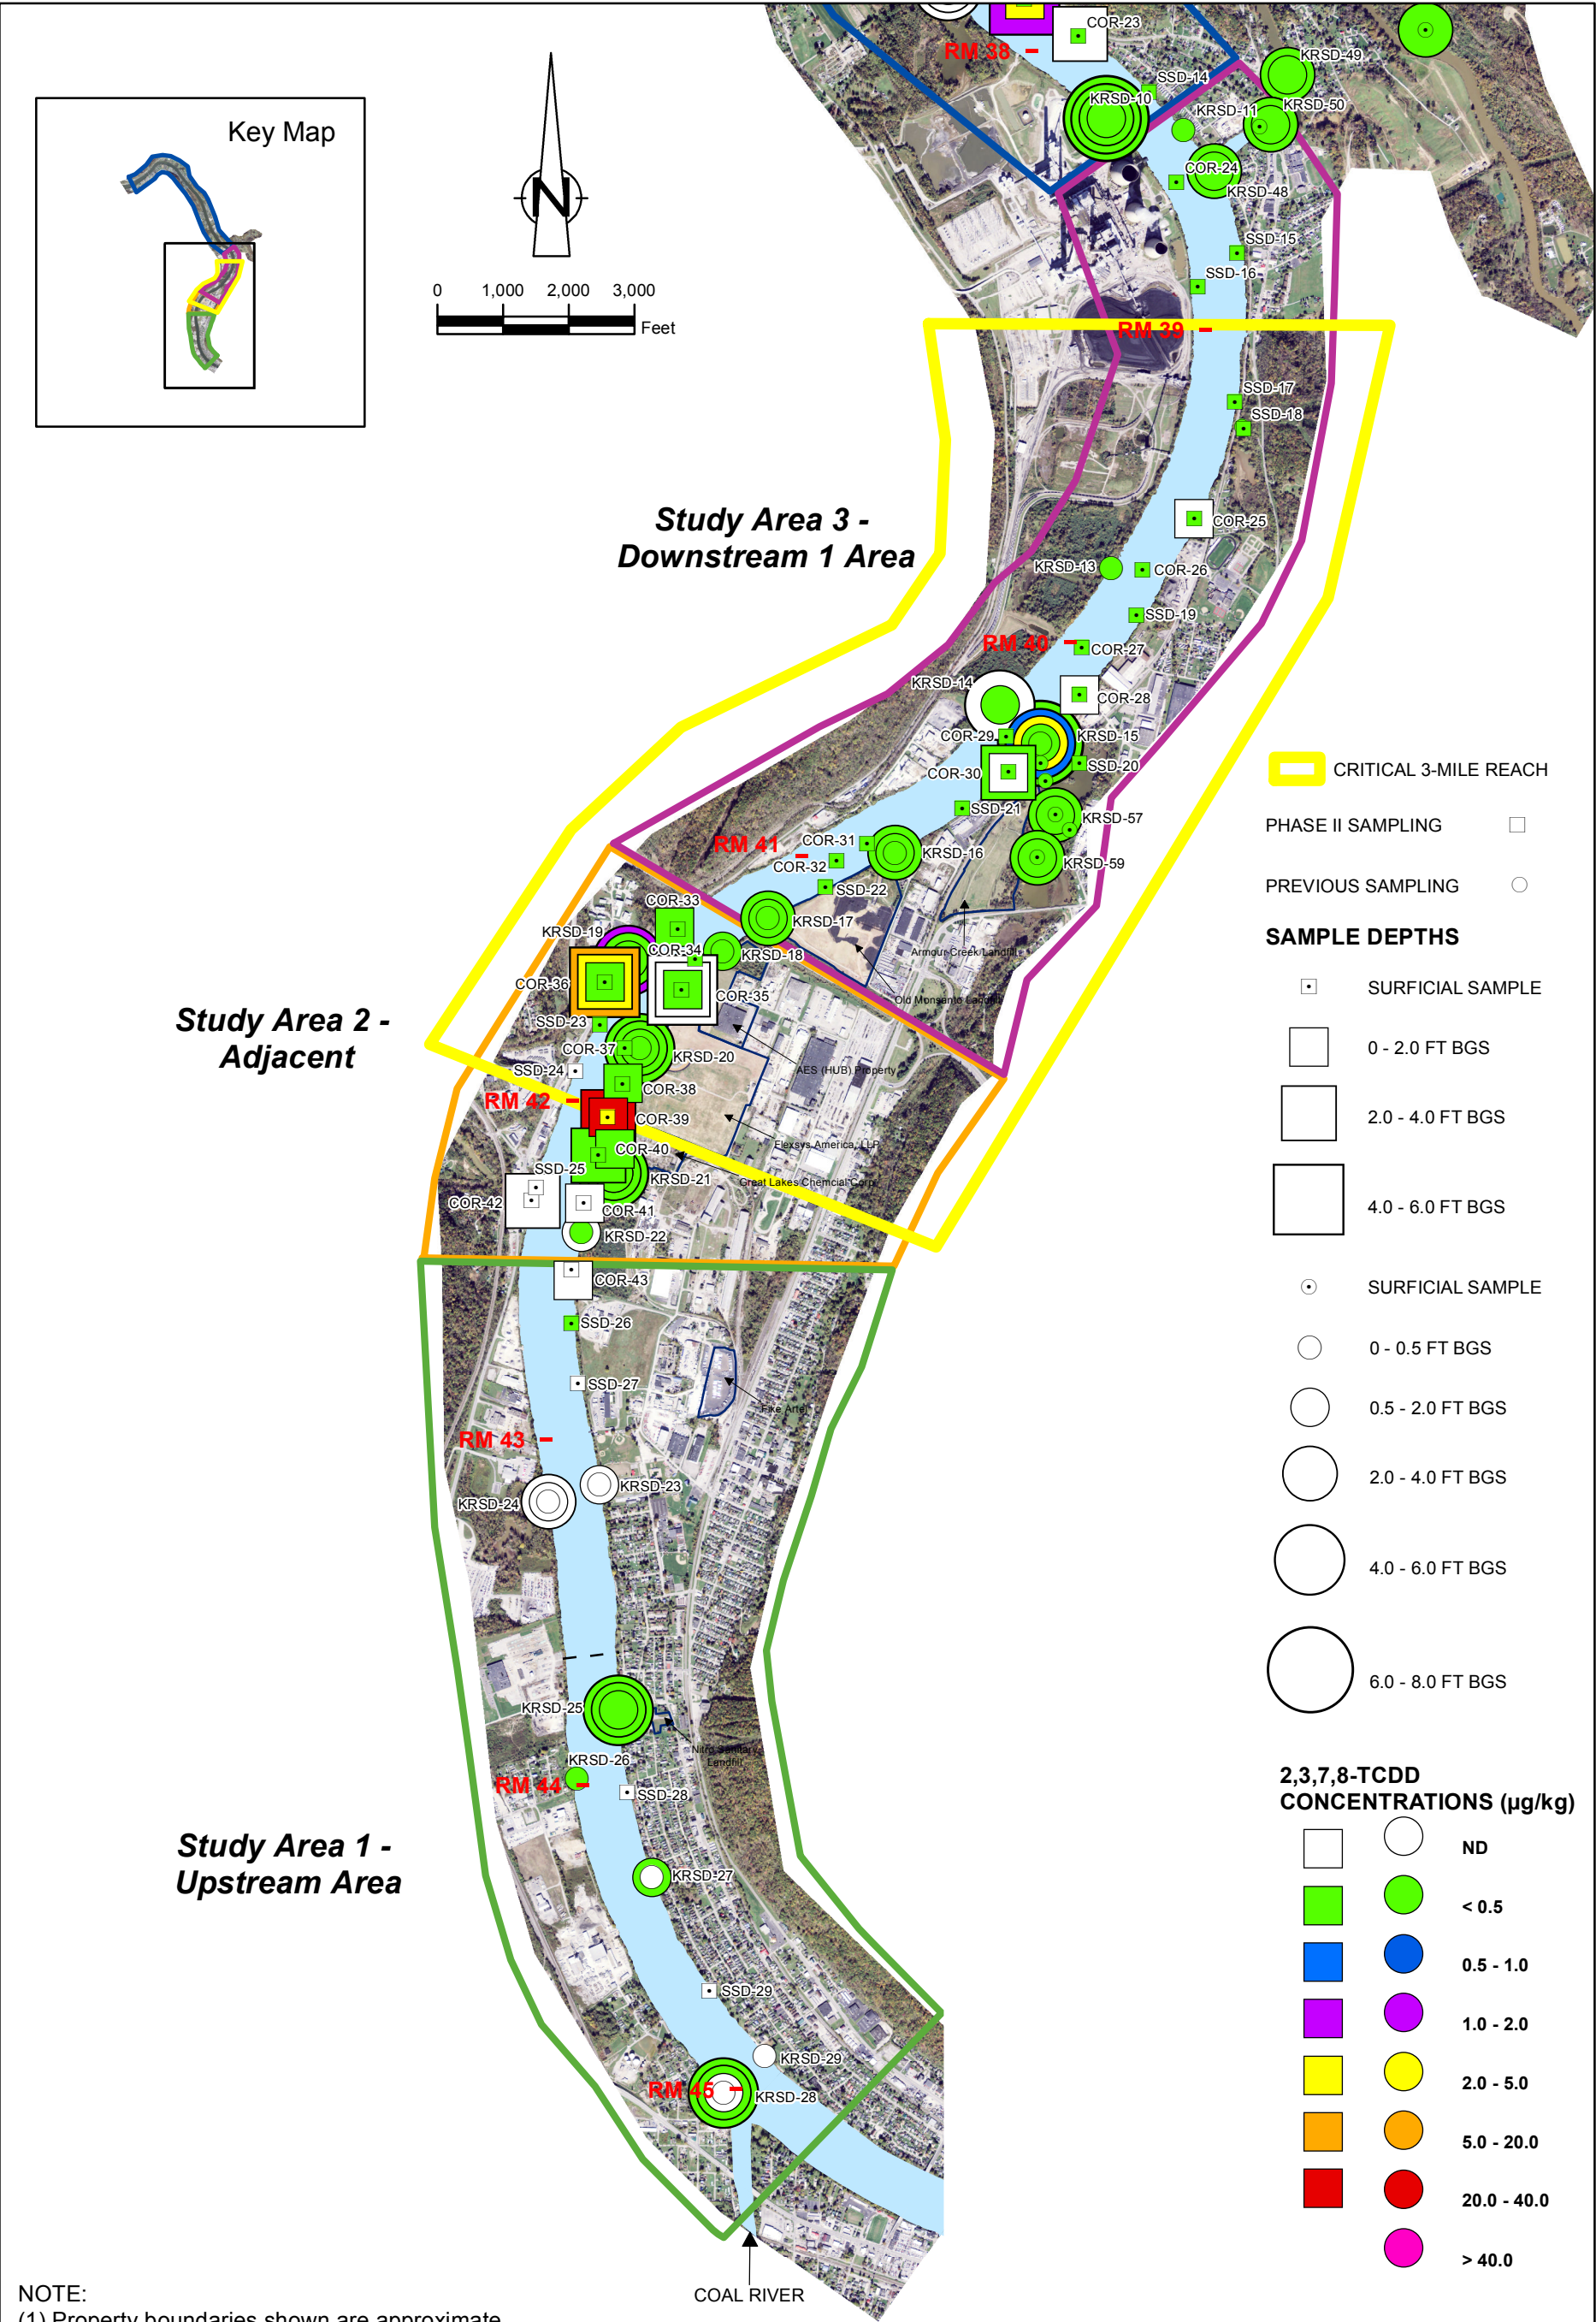 Key Map
N
0 1,000 2,000 3,000
Feet
COR-23
RM 38
SSD-14
KRSD-10
KRSD-49
KRSD-11
KRSD-50
COR-24
KRSD-48
SSD-15
SSD-16
RM 39
SSD-17
SSD-18
Study Area 3 -
Downstream 1 Area
COR-25
KRSD-13
COR-26
SSD-19
RM 40
COR-27
KRSD-14
COR-28
COR-29
KRSD-15
COR-30
SSD-20
SSD-21
KRSD-57
RM 41
COR-31
KRSD-16
COR-32
KRSD-59
SSD-22
COR-33
KRSD-17
KRSD-19
COR-34
KRSD-18
Armour Creek Landfill
COR-36
COR-35
Old Monsanto Landfill
Study Area 2 -
Adjacent
SSD-23
COR-37
KRSD-20
SSD-24
AES (HUB) Property
COR-38
RM 42
COR-39
Flexsys America, LLP
COR-40
SSD-25
KRSD-21
Great Lakes Chemcial Corp.
COR-42
COR-41
KRSD-22
COR-43
SSD-26
SSD-27
Fike Artel
RM 43
KRSD-23
KRSD-24
KRSD-25
Nitro Sanitary
Landfill
KRSD-26
RM 44
SSD-28
Study Area 1 -
Upstream Area
KRSD-27
SSD-29
KRSD-29
RM 45
KRSD-28
COAL RIVER
CRITICAL 3-MILE REACH
PHASE II SAMPLING
PREVIOUS SAMPLING
SAMPLE DEPTHS
SURFICIAL SAMPLE
0 - 2.0 FT BGS
2.0 - 4.0 FT BGS
4.0 - 6.0 FT BGS
SURFICIAL SAMPLE
0 - 0.5 FT BGS
0.5 - 2.0 FT BGS
2.0 - 4.0 FT BGS
4.0 - 6.0 FT BGS
6.0 - 8.0 FT BGS
2,3,7,8-TCDD
CONCENTRATIONS (µg/kg)
ND
< 0.5
0.5 - 1.0
1.0 - 2.0
2.0 - 5.0
5.0 - 20.0
20.0 - 40.0
> 40.0
NOTE:
(1) Property boundaries shown are approximate